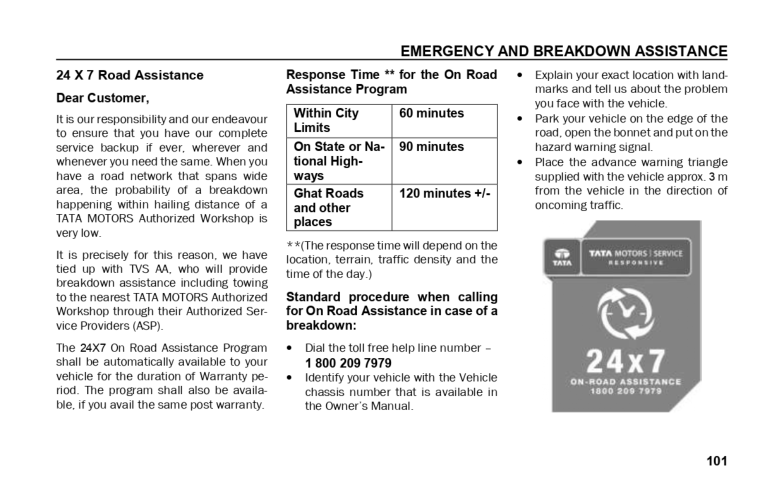 EMERGENCY AND BREAKDOWN ASSISTANCE
24 X 7 Road Assistance
Dear Customer,
It is our responsibility and our endeavour
to ensure that you have our complete
service backup if ever, wherever and
whenever you need the same. When you
have a road network that spans wide
area, the probability of a breakdown
happening within hailing distance of a
TATA MOTORS Authorized Workshop is
very low.
It is precisely for this reason, we have
tied up with TVS AA, who will provide
breakdown assistance including towing
to the nearest TATA MOTORS Authorized
Workshop through their Authorized Ser-
vice Providers (ASP).
The 24X7 On Road Assistance Program
shall be automatically available to your
vehicle for the duration of Warranty pe-
riod. The program shall also be availa-
ble, if you avail the same post warranty.
Response Time ** for the On Road
Assistance Program
Within City
Limits
60 minutes
On State or Na-
tional High-
ways
90 minutes
Ghat Roads
and other
places
120 minutes +/-
**(The response time will depend on the
location, terrain, traffic density and the
time of the day.)
Standard procedure when calling
for On Road Assistance in case of a
breakdown:
• Dial the toll free help line number –
1 800 209 7979
• Identify your vehicle with the Vehicle
chassis number that is available in
the Owner's Manual.
• Explain your exact location with land-
marks and tell us about the problem
you face with the vehicle.
• Park your vehicle on the edge of the
road, open the bonnet and put on the
hazard warning signal.
• Place the advance warning triangle
supplied with the vehicle approx. 3 m
from the vehicle in the direction of
oncoming traffic.
TATA
TATA MOTORS | SERVICE
RESPONSIVE
24x7
ON-ROAD ASSISTANCE
1800 209 7979
101